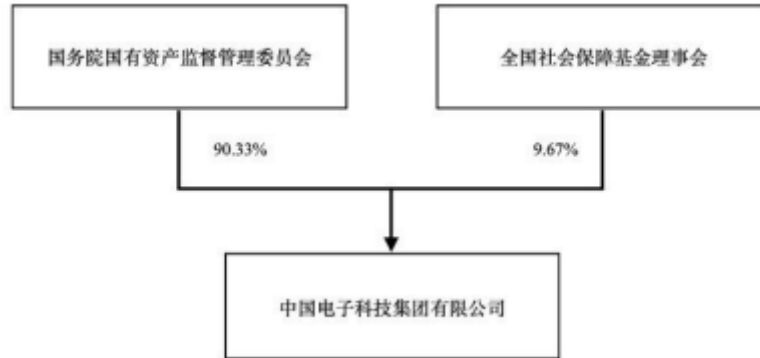 国务院国有资产监督管理委员会
全国社会保障基金理事会
90.33%
9.67%
中国电子科技集团有限公司